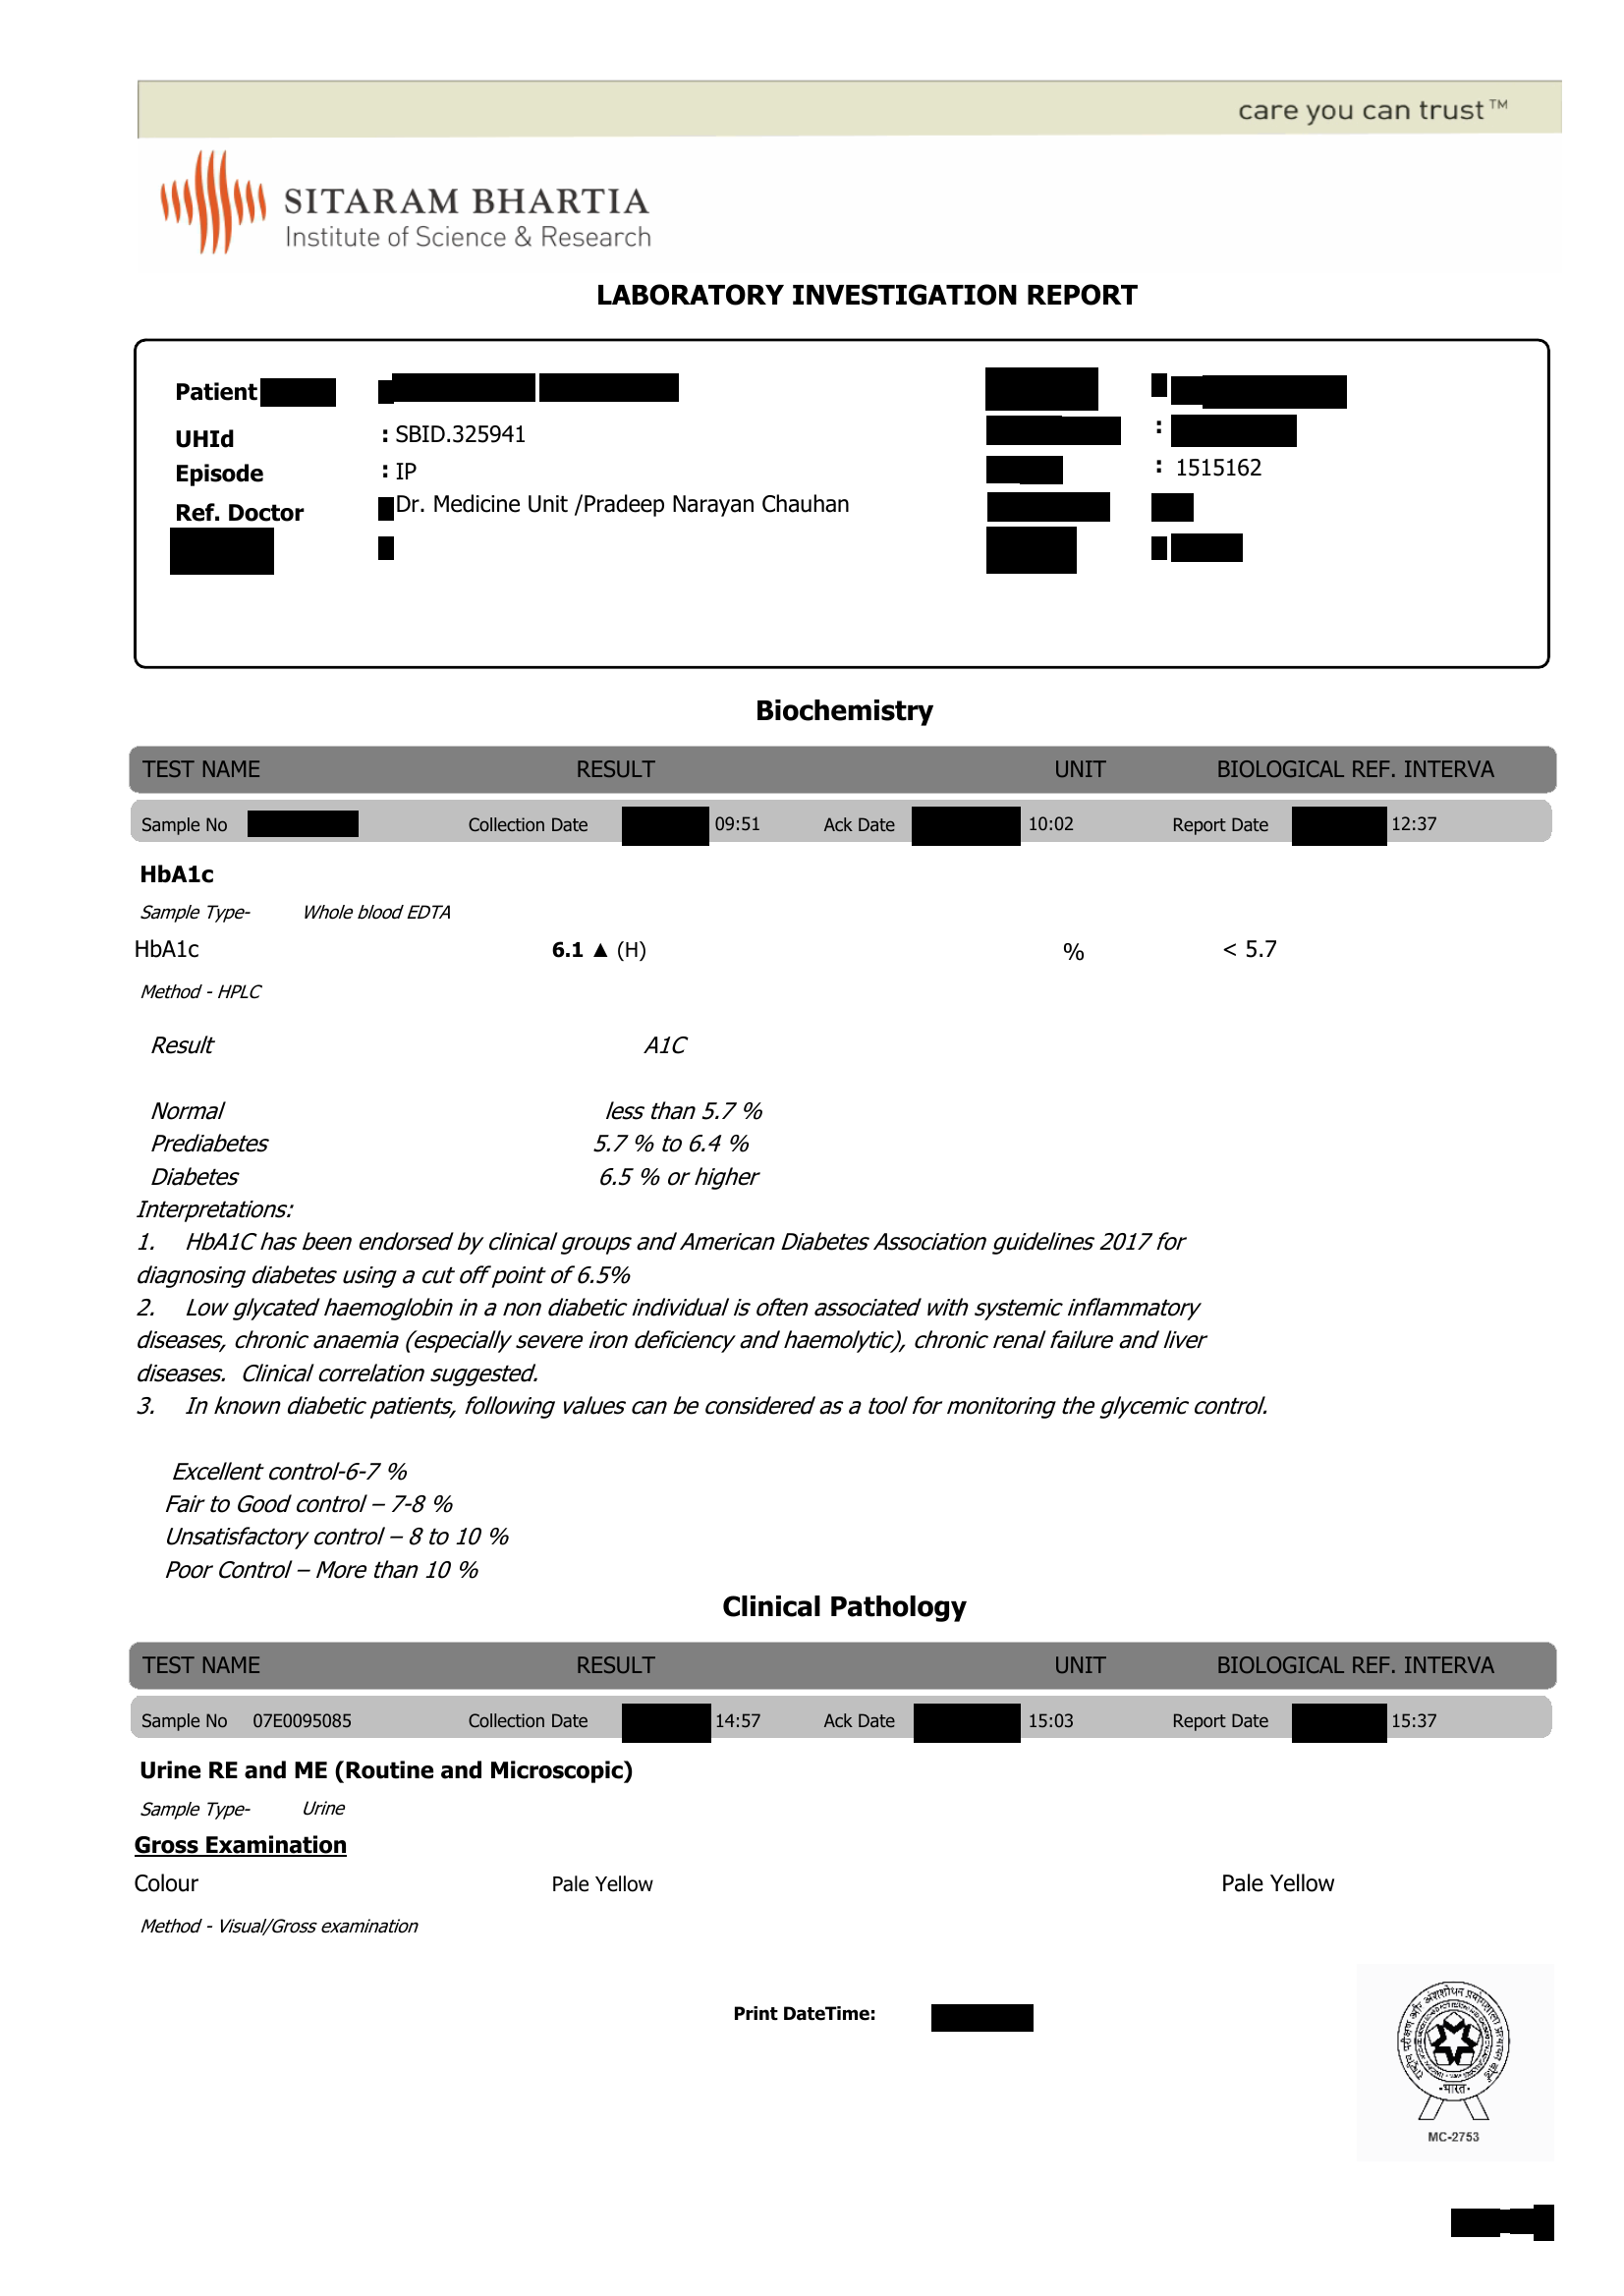 care you can trust™
SITARAM BHARTIA
Institute of Science & Research
LABORATORY INVESTIGATION REPORT
Patient
UHId : SBID.325941 :
Episode : IP : 1515162
Ref. Doctor Dr. Medicine Unit /Pradeep Narayan Chauhan
Biochemistry
TEST NAME RESULT UNIT BIOLOGICAL REF. INTERVA
Sample No Collection Date 09:51 Ack Date 10:02 Report Date 12:37
HbA1c
Sample Type- Whole blood EDTA
HbA1c 6.1 ▲ (H) % < 5.7
Method - HPLC
Result A1C
Normal less than 5.7 %
Prediabetes 5.7 % to 6.4 %
Diabetes 6.5 % or higher
Interpretations:
1. HbA1C has been endorsed by clinical groups and American Diabetes Association guidelines 2017 for
diagnosing diabetes using a cut off point of 6.5%
2. Low glycated haemoglobin in a non diabetic individual is often associated with systemic inflammatory
diseases, chronic anaemia (especially severe iron deficiency and haemolytic), chronic renal failure and liver
diseases. Clinical correlation suggested.
3. In known diabetic patients, following values can be considered as a tool for monitoring the glycemic control.
Excellent control-6-7 %
Fair to Good control – 7-8 %
Unsatisfactory control – 8 to 10 %
Poor Control – More than 10 %
Clinical Pathology
TEST NAME RESULT UNIT BIOLOGICAL REF. INTERVA
Sample No 07E0095085 Collection Date 14:57 Ack Date 15:03 Report Date 15:37
Urine RE and ME (Routine and Microscopic)
Sample Type- Urine
Gross Examination
Colour Pale Yellow Pale Yellow
Method - Visual/Gross examination
Print DateTime:
भारत
MC-2753